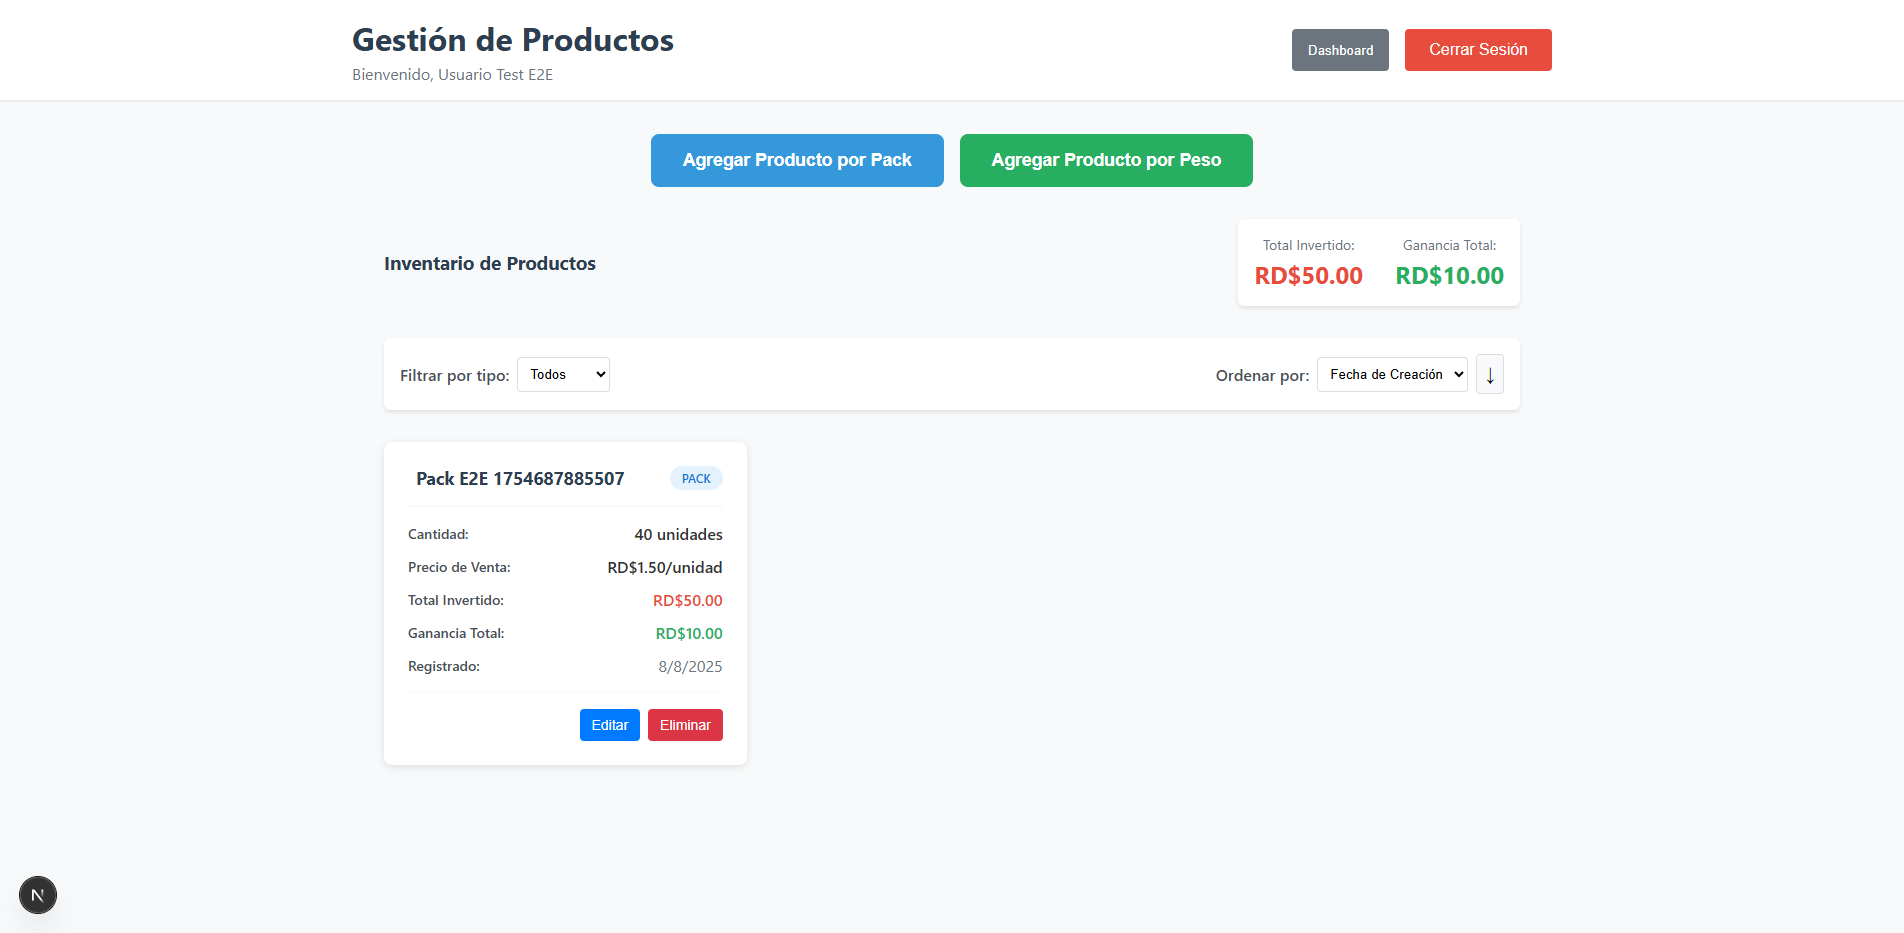 Gestión de Productos
Bienvenido, Usuario Test E2E
Dashboard
Cerrar Sesión
Agregar Producto por Pack
Agregar Producto por Peso
Inventario de Productos
Total Invertido:
RD$50.00
Ganancia Total:
RD$10.00
Filtrar por tipo:
Todos
Ordenar por:
Fecha de Creación
↓
Pack E2E 1754687885507
PACK
Cantidad:
40 unidades
Precio de Venta:
RD$1.50/unidad
Total Invertido:
RD$50.00
Ganancia Total:
RD$10.00
Registrado:
8/8/2025
Editar
Eliminar
N